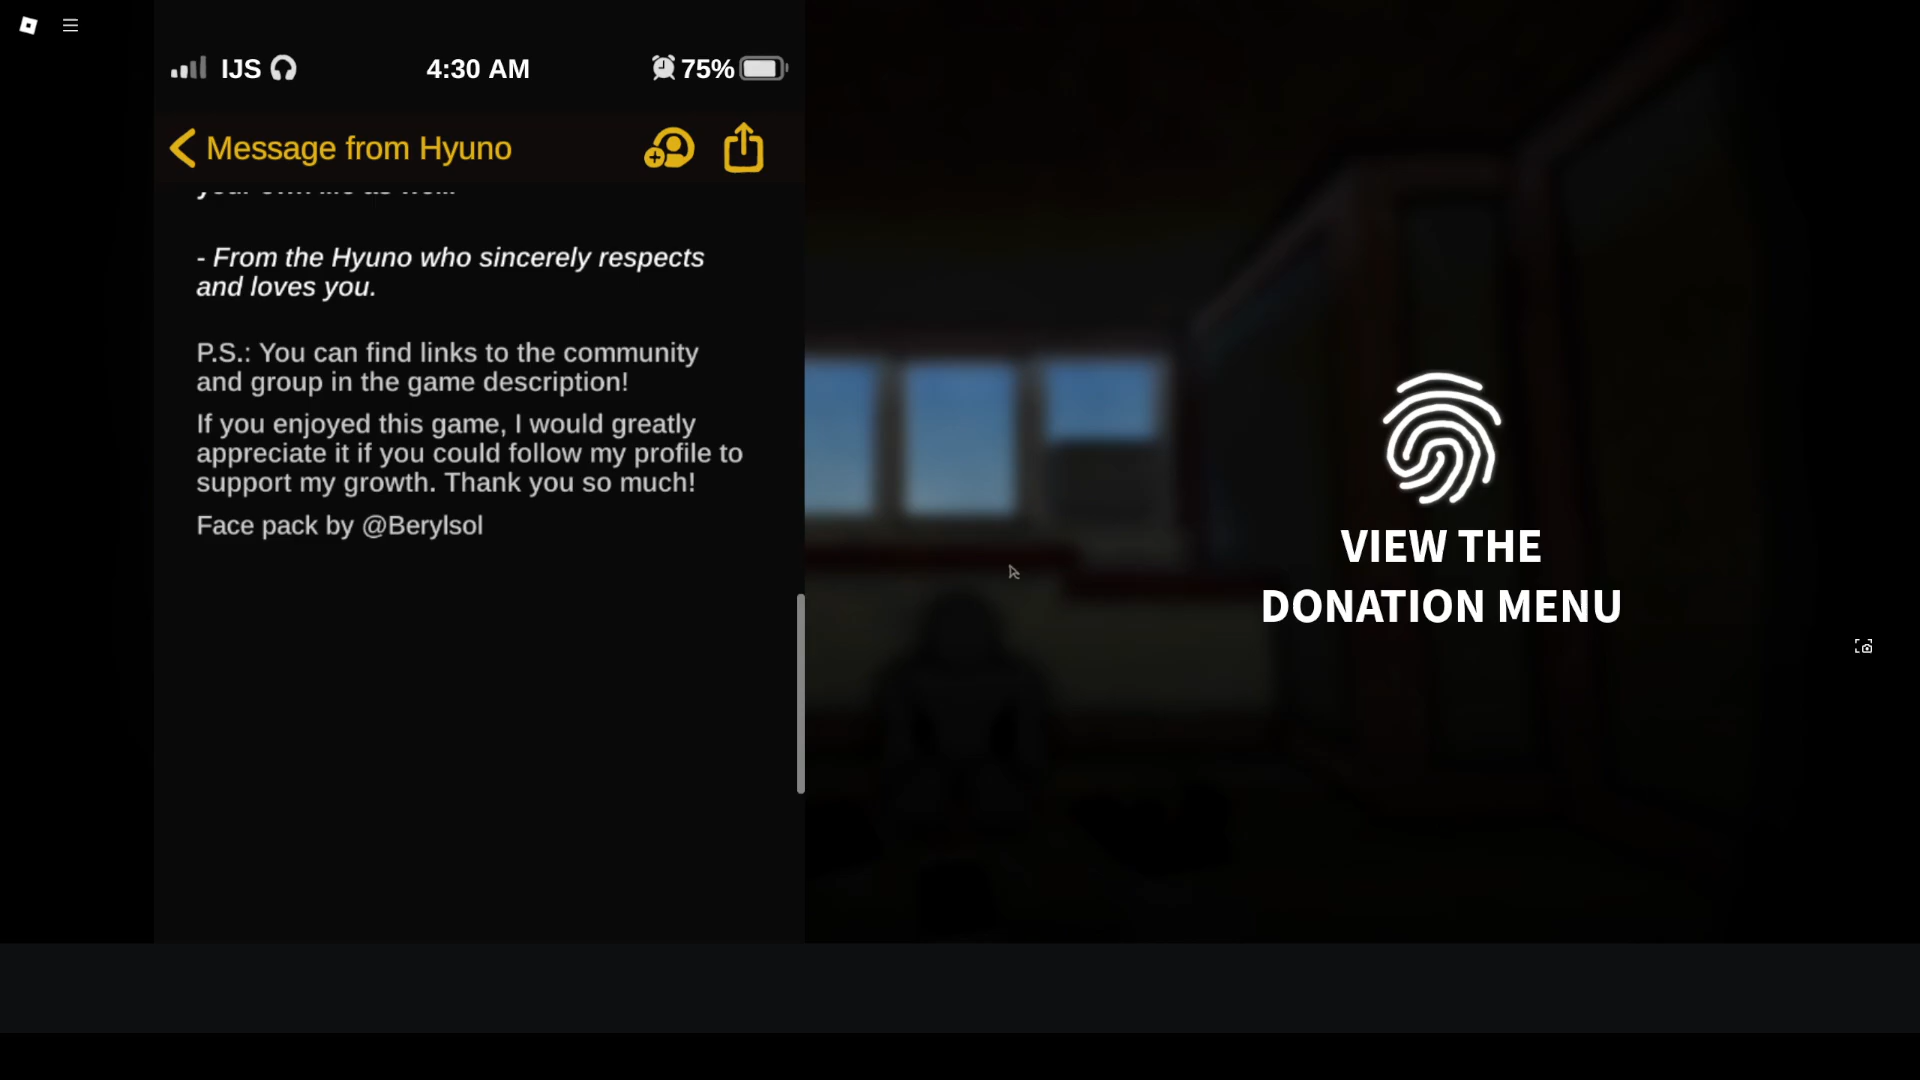 IJS
4:30 AM
75%
Message from Hyuno
- From the Hyuno who sincerely respects
and loves you.
P.S.: You can find links to the community
and group in the game description!
If you enjoyed this game, I would greatly
appreciate it if you could follow my profile to
support my growth. Thank you so much!
Face pack by @Berylsol
VIEW THE
DONATION MENU